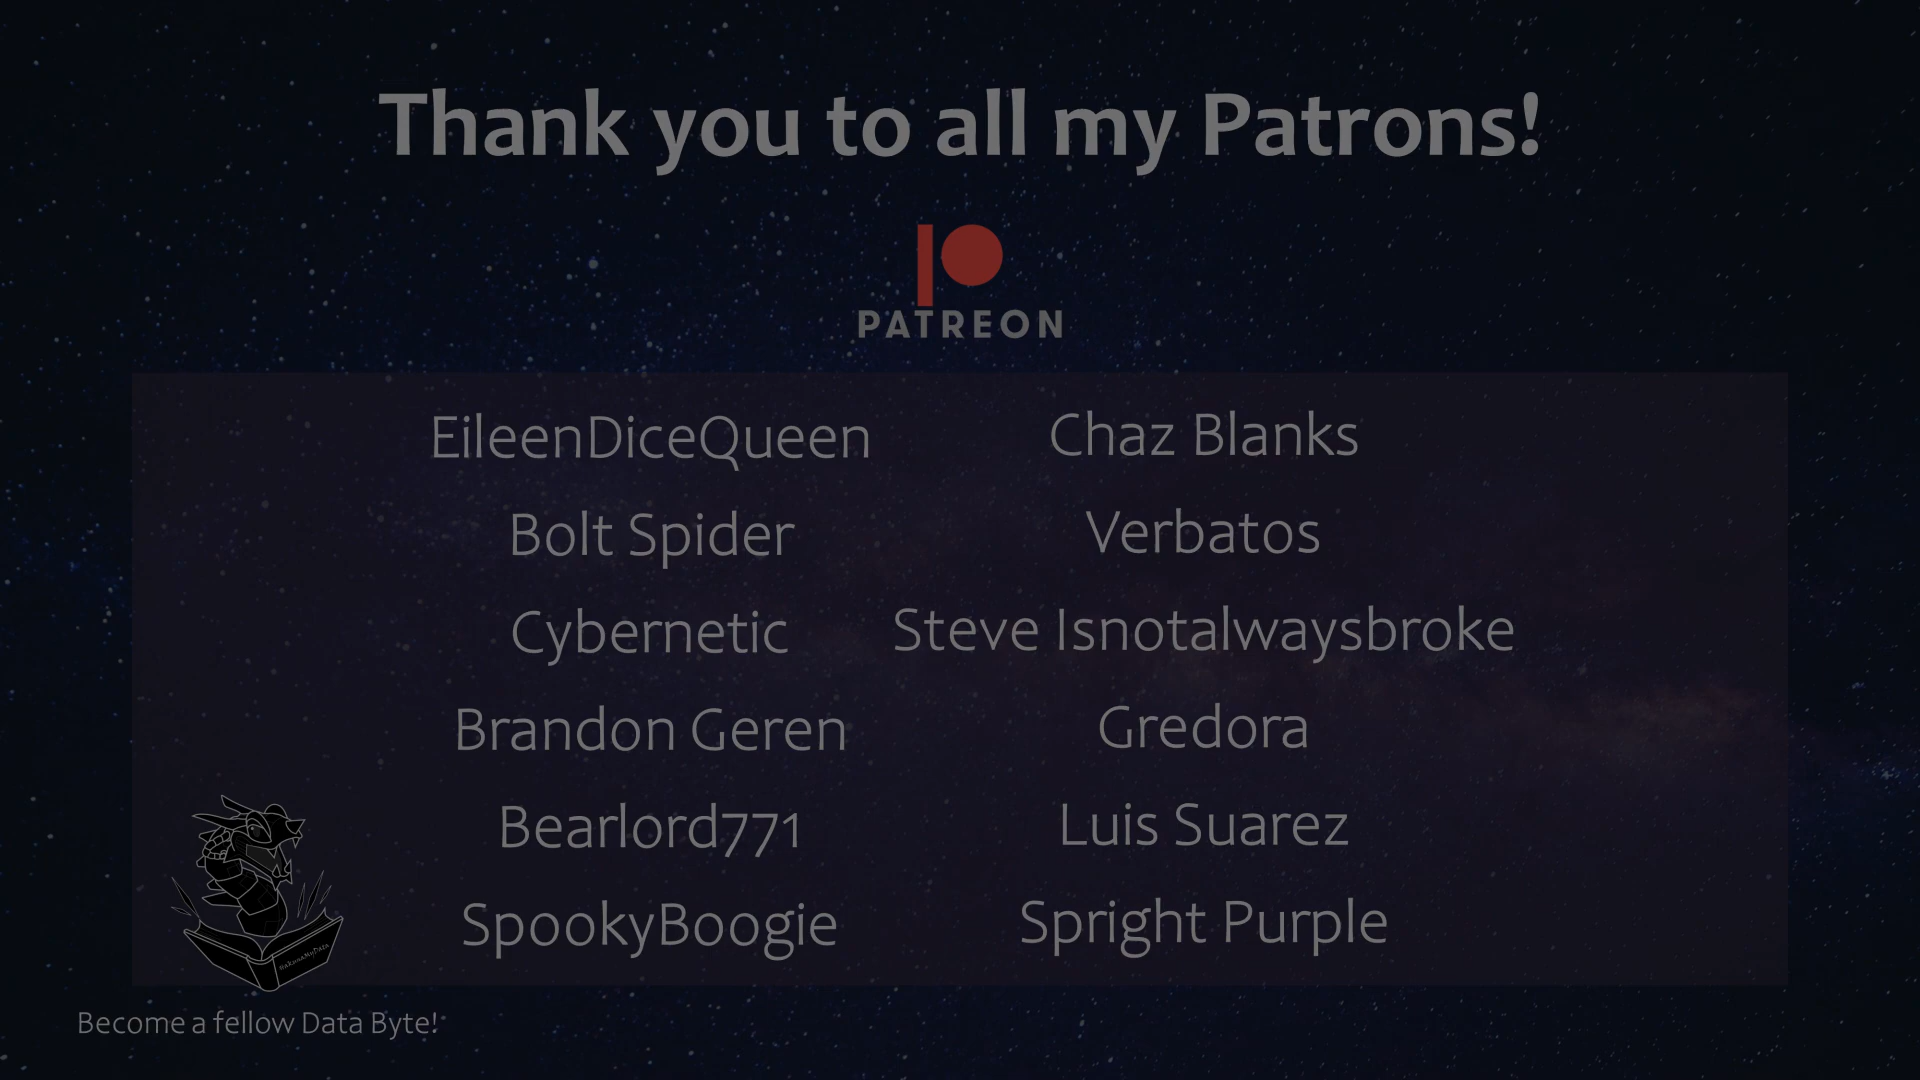 Thank you to all my Patrons!
PATREON
EileenDiceQueen
Chaz Blanks
Bolt Spider
Verbatos
Cybernetic
Steve Isnotalwaysbroke
Brandon Geren
Gredora
Bearlord771
Luis Suarez
SpookyBoogie
Spright Purple
Become a fellow Data Byte!